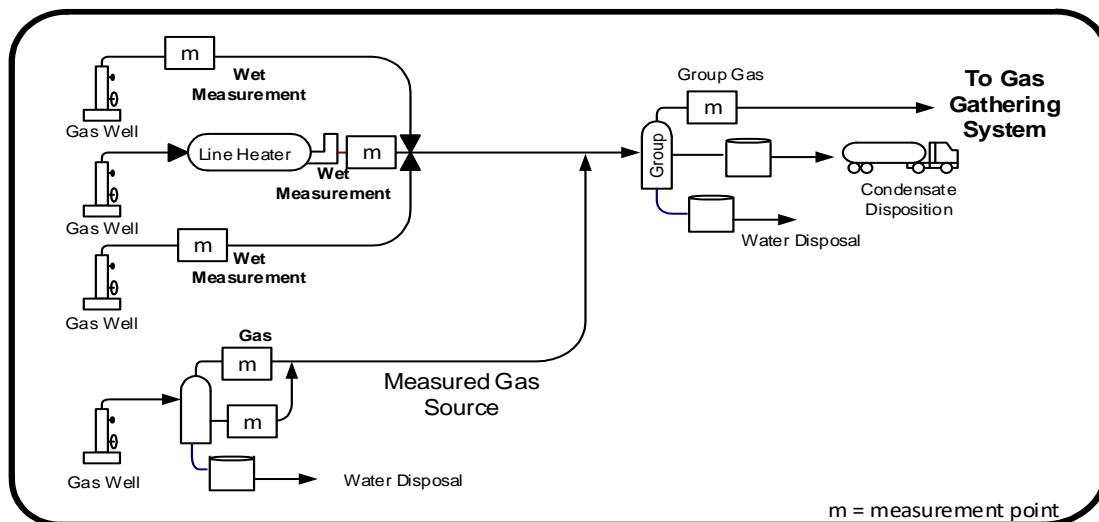 m
Wet
Measurement
Gas Well
Line Heater
m
Wet
Measurement
Gas Well
m
Wet
Measurement
Gas Well
Group Gas
m
To Gas
Gathering
System
Group
Condensate
Disposition
Water Disposal
Gas
m
Measured Gas
Source
m
Gas Well
Water Disposal
m = measurement point